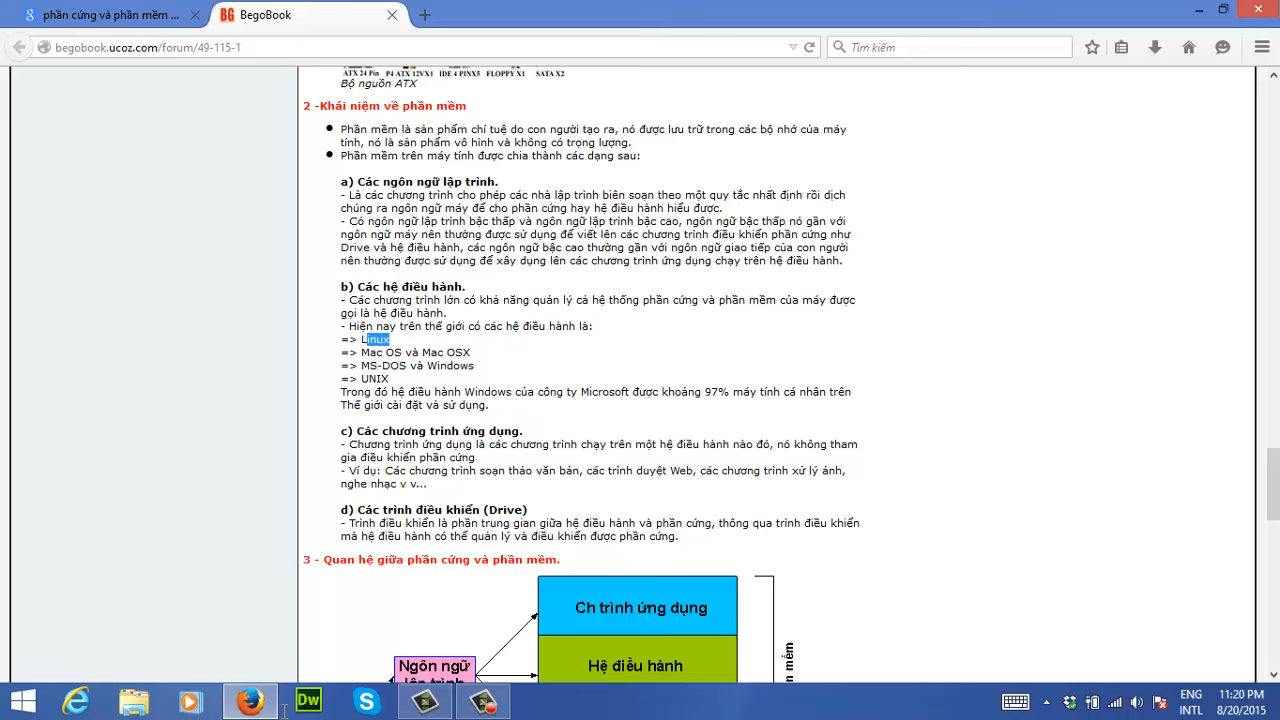 phần cứng và phần mềm ...
BegoBook
begobook.ucoz.com/forum/49-115-1
Tìm kiếm
ATX 24 Pin P4 ATX 12VX1 IDE 4 PINX5 FLOPPY X1 SATA X2
Bộ nguồn ATX
2 -Khái niệm về phần mềm
Phần mềm là sản phẩm chí tuệ do con người tạo ra, nó được lưu trữ trong các bộ nhớ của máy
tính, nó là sản phẩm vô hình và không có trọng lượng.
Phần mềm trên máy tính được chia thành các dạng sau:
a) Các ngôn ngữ lập trình.
- Là các chương trình cho phép các nhà lập trình biên soạn theo một quy tắc nhất định rồi dịch
chúng ra ngôn ngữ máy để cho phần cứng hay hệ điều hành hiểu được.
- Có ngôn ngữ lập trình bậc thấp và ngôn ngữ lập trình bậc cao, ngôn ngữ bậc thấp nó gần với
ngôn ngữ máy nên thường được sử dụng để viết lên các chương trình điều khiển phần cứng như
Drive và hệ điều hành, các ngôn ngữ bậc cao thường gần với ngôn ngữ giao tiếp của con người
nên thường được sử dụng để xây dựng lên các chương trình ứng dụng chạy trên hệ điều hành.
b) Các hệ điều hành.
- Các chương trình lớn có khả năng quản lý cả hệ thống phần cứng và phần mềm của máy được
gọi là hệ điều hành.
- Hiện nay trên thế giới có các hệ điều hành là:
=> Linux
=> Mac OS và Mac OSX
=> MS-DOS và Windows
=> UNIX
Trong đó hệ điều hành Windows của công ty Microsoft được khoảng 97% máy tính cá nhân trên
Thế giới cài đặt và sử dụng.
c) Các chương trình ứng dụng.
- Chương trình ứng dụng là các chương trình chạy trên một hệ điều hành nào đó, nó không tham
gia điều khiển phần cứng
- Ví dụ: Các chương trình soạn thảo văn bản, các trình duyệt Web, các chương trình xử lý ảnh,
nghe nhạc v v...
d) Các trình điều khiển (Drive)
- Trình điều khiển là phần trung gian giữa hệ điều hành và phần cứng, thông qua trình điều khiển
mà hệ điều hành có thể quản lý và điều khiển được phần cứng.
3 - Quan hệ giữa phần cứng và phần mềm.
Ch trình ứng dụng
Hệ điều hành
Ngôn ngữ
lập trình
mềm
Dw
ENG
INTL
11:20 PM
8/20/2015